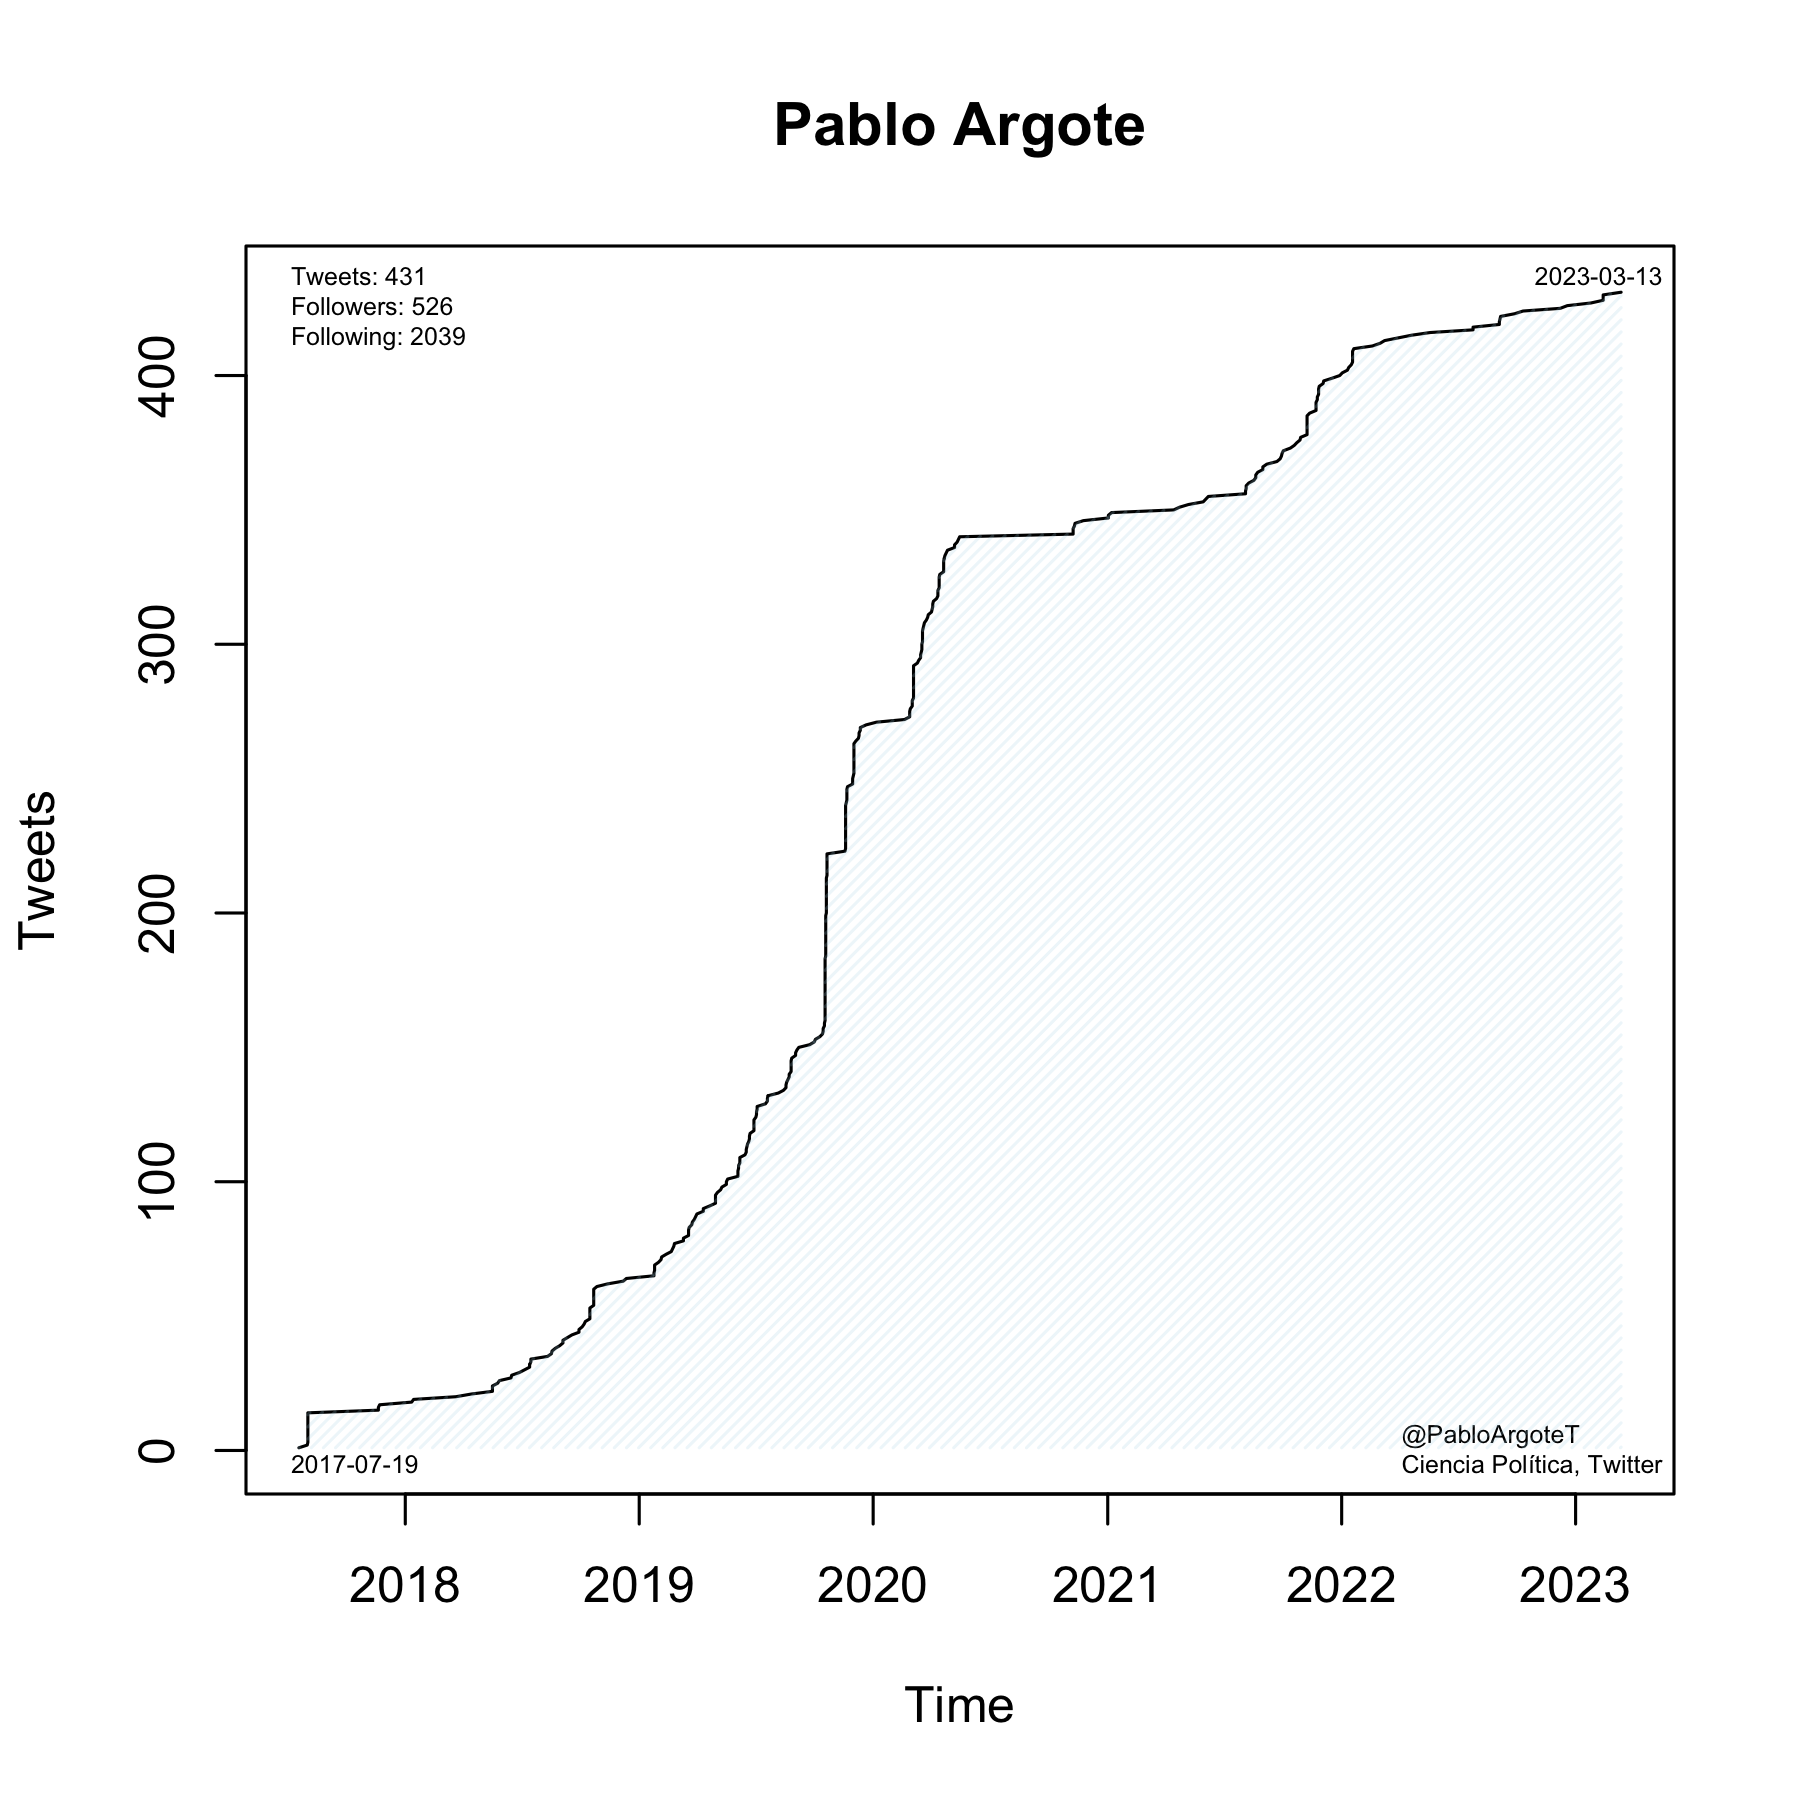 Pablo Argote
Tweets: 431
Followers: 526
Following: 2039
2023-03-13
400
300
200
100
0
Tweets
2017-07-19
@PabloArgoteT
Ciencia Política, Twitter
2018 2019 2020 2021 2022 2023
Time